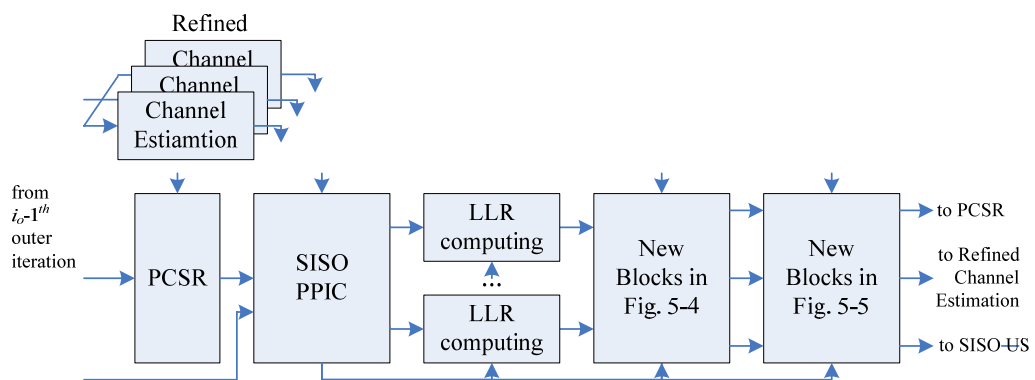 Refined
Channel
Channel
Channel
Estiamtion
from
iₒ-1ᵗʰ
outer
iteration
PCSR
SISO
PPIC
LLR
computing
...
LLR
computing
New
Blocks in
Fig. 5-4
New
Blocks in
Fig. 5-5
to PCSR
to Refined
Channel
Estimation
to SISO US